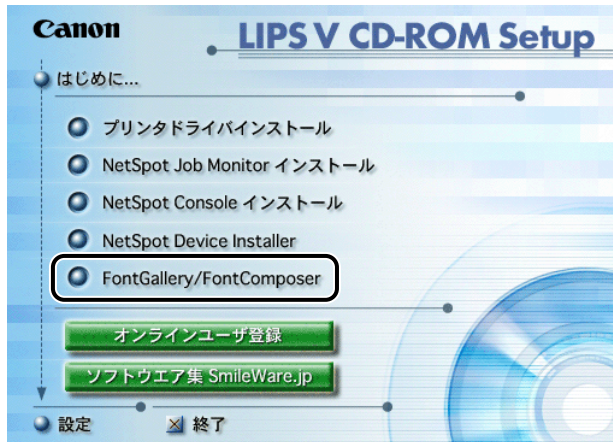 Canon
LIPS V CD-ROM Setup
はじめに...
プリンタドライバインストール
NetSpot Job Monitor インストール
NetSpot Console インストール
NetSpot Device Installer
FontGallery/FontComposer
オンラインユーザ登録
ソフトウエア集 SmileWare.jp
設定
終了